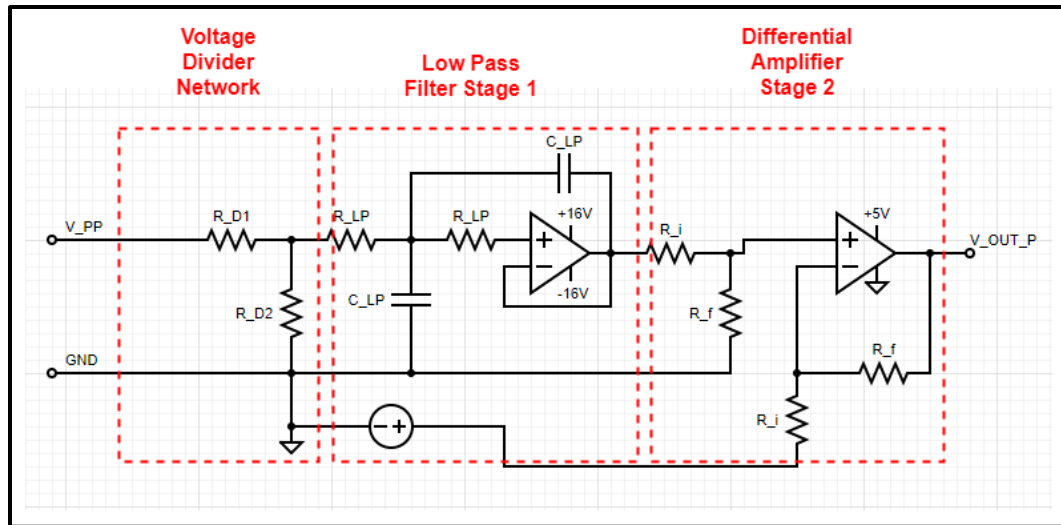 Voltage
Divider
Network
Low Pass
Filter Stage 1
Differential
Amplifier
Stage 2
C_LP
V_PP
R_D1
R_LP
R_LP
+16V
-16V
R_i
+5V
V_OUT_P
R_D2
C_LP
R_f
GND
R_f
R_i